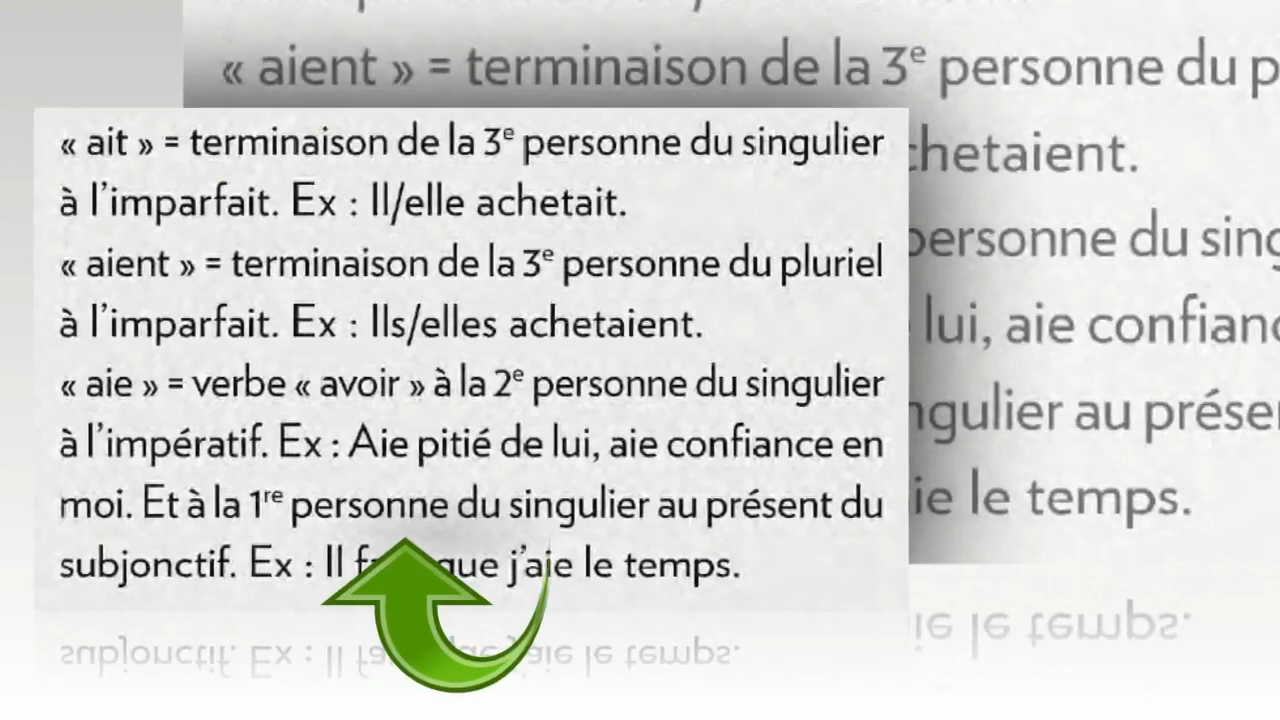 « aient » = terminaison de la 3e personne du p
chetaient.
personne du sing
lui, aie confianc
ngulier au prése
ie le temps.
« ait » = terminaison de la 3e personne du singulier
à l'imparfait. Ex : Il/elle achetait.
« aient » = terminaison de la 3e personne du pluriel
à l'imparfait. Ex : Ils/elles achetaient.
« aie » = verbe « avoir » à la 2e personne du singulier
à l'impératif. Ex : Aie pitié de lui, aie confiance en
moi. Et à la 1re personne du singulier au présent du
subjonctif. Ex : Il que j'aie le temps.